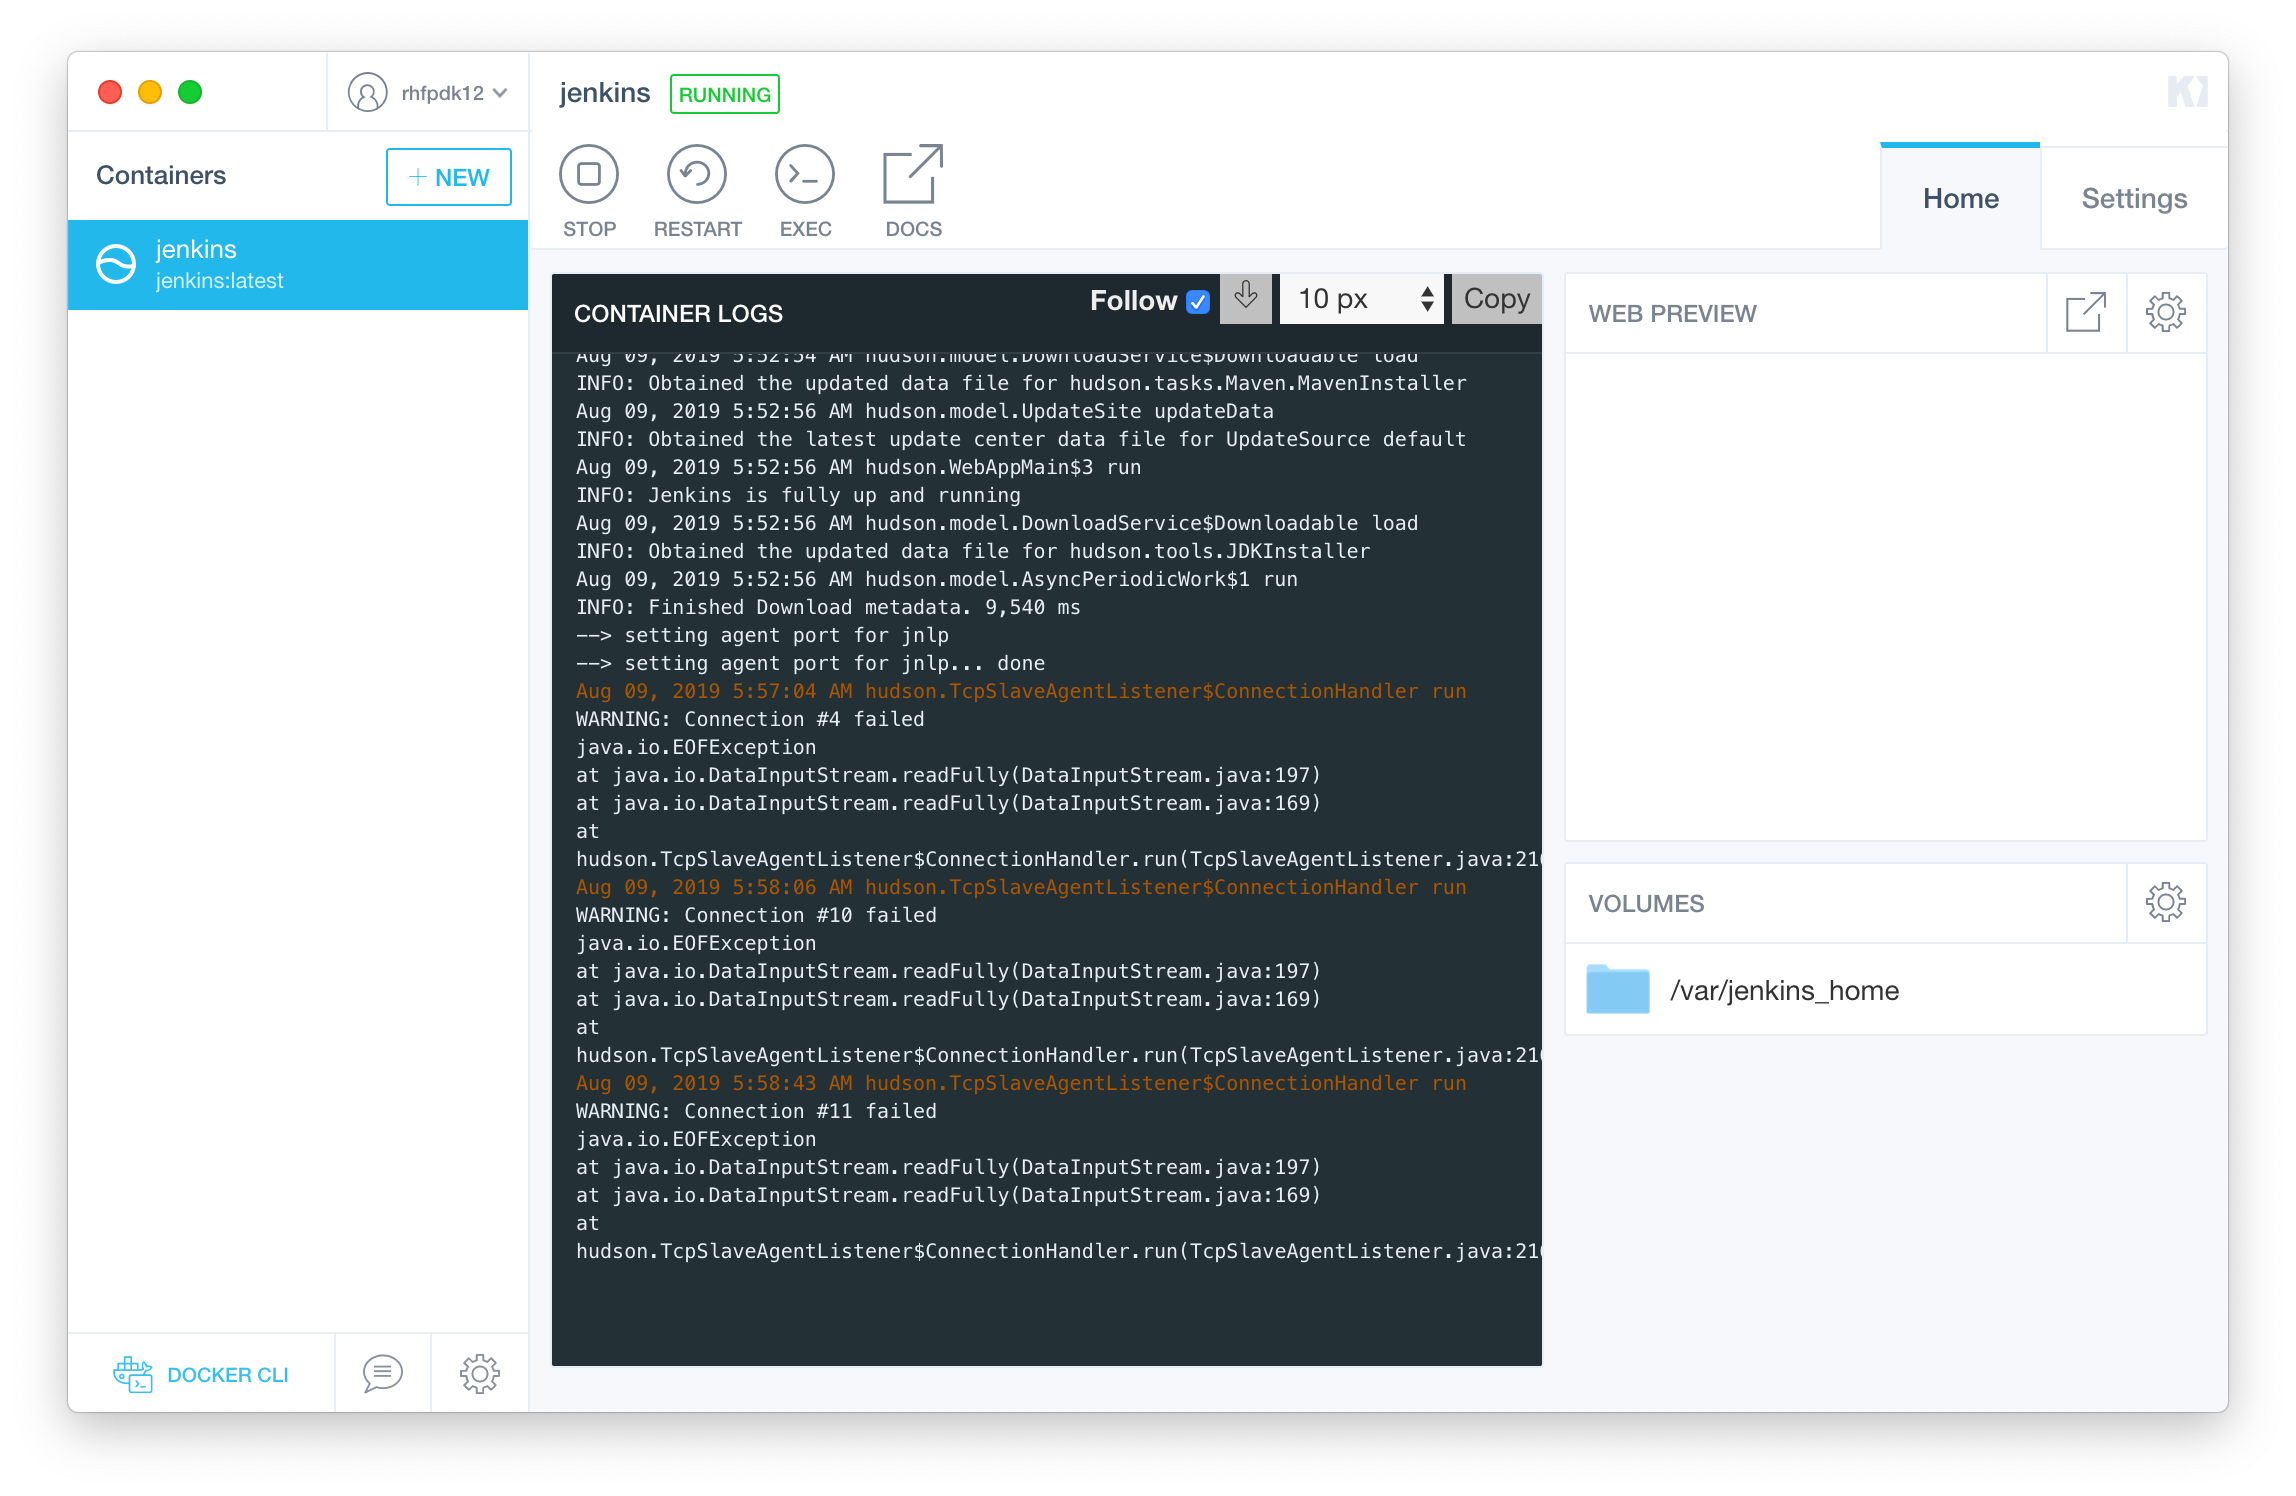 rhfpdk12
jenkins RUNNING
Containers
+ NEW
jenkins
jenkins:latest
STOP RESTART EXEC DOCS
Home Settings
CONTAINER LOGS
Follow 10 px Copy
Aug 09, 2019 5:52:54 AM hudson.model.DownloadService$Downloadable load
INFO: Obtained the updated data file for hudson.tasks.Maven.MavenInstaller
Aug 09, 2019 5:52:56 AM hudson.model.UpdateSite updateData
INFO: Obtained the latest update center data file for UpdateSource default
Aug 09, 2019 5:52:56 AM hudson.WebAppMain$3 run
INFO: Jenkins is fully up and running
Aug 09, 2019 5:52:56 AM hudson.model.DownloadService$Downloadable load
INFO: Obtained the updated data file for hudson.tools.JDKInstaller
Aug 09, 2019 5:52:56 AM hudson.model.AsyncPeriodicWork$1 run
INFO: Finished Download metadata. 9,540 ms
--> setting agent port for jnlp
--> setting agent port for jnlp... done
Aug 09, 2019 5:57:04 AM hudson.TcpSlaveAgentListener$ConnectionHandler run
WARNING: Connection #4 failed
java.io.EOFException
at java.io.DataInputStream.readFully(DataInputStream.java:197)
at java.io.DataInputStream.readFully(DataInputStream.java:169)
at
hudson.TcpSlaveAgentListener$ConnectionHandler.run(TcpSlaveAgentListener.java:21
Aug 09, 2019 5:58:06 AM hudson.TcpSlaveAgentListener$ConnectionHandler run
WARNING: Connection #10 failed
java.io.EOFException
at java.io.DataInputStream.readFully(DataInputStream.java:197)
at java.io.DataInputStream.readFully(DataInputStream.java:169)
at
hudson.TcpSlaveAgentListener$ConnectionHandler.run(TcpSlaveAgentListener.java:21
Aug 09, 2019 5:58:43 AM hudson.TcpSlaveAgentListener$ConnectionHandler run
WARNING: Connection #11 failed
java.io.EOFException
at java.io.DataInputStream.readFully(DataInputStream.java:197)
at java.io.DataInputStream.readFully(DataInputStream.java:169)
at
hudson.TcpSlaveAgentListener$ConnectionHandler.run(TcpSlaveAgentListener.java:21
WEB PREVIEW
VOLUMES
/var/jenkins_home
DOCKER CLI